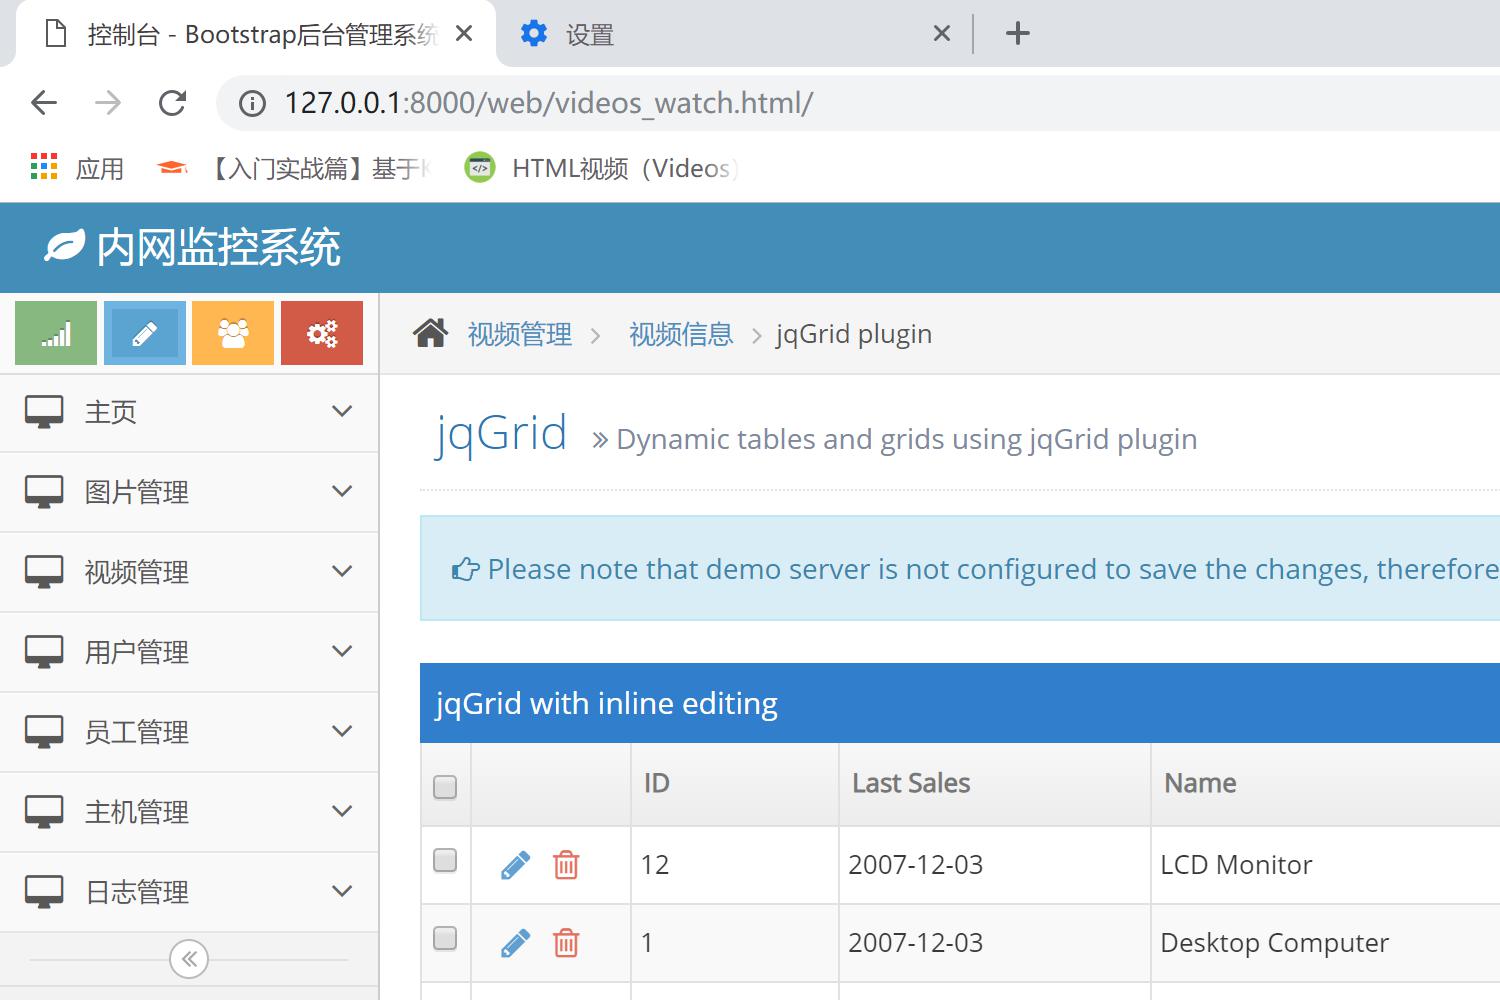 控制台 - Bootstrap后台管理系统
设置
127.0.0.1:8000/web/videos_watch.html/
应用
【入门实战篇】基于
HTML视频（Videos）
内网监控系统
视频管理
视频信息
jqGrid plugin
主页
图片管理
视频管理
用户管理
员工管理
主机管理
日志管理
jqGrid
Dynamic tables and grids using jqGrid plugin
Please note that demo server is not configured to save the changes, therefore
jqGrid with inline editing
ID Last Sales Name
12 2007-12-03 LCD Monitor
1 2007-12-03 Desktop Computer